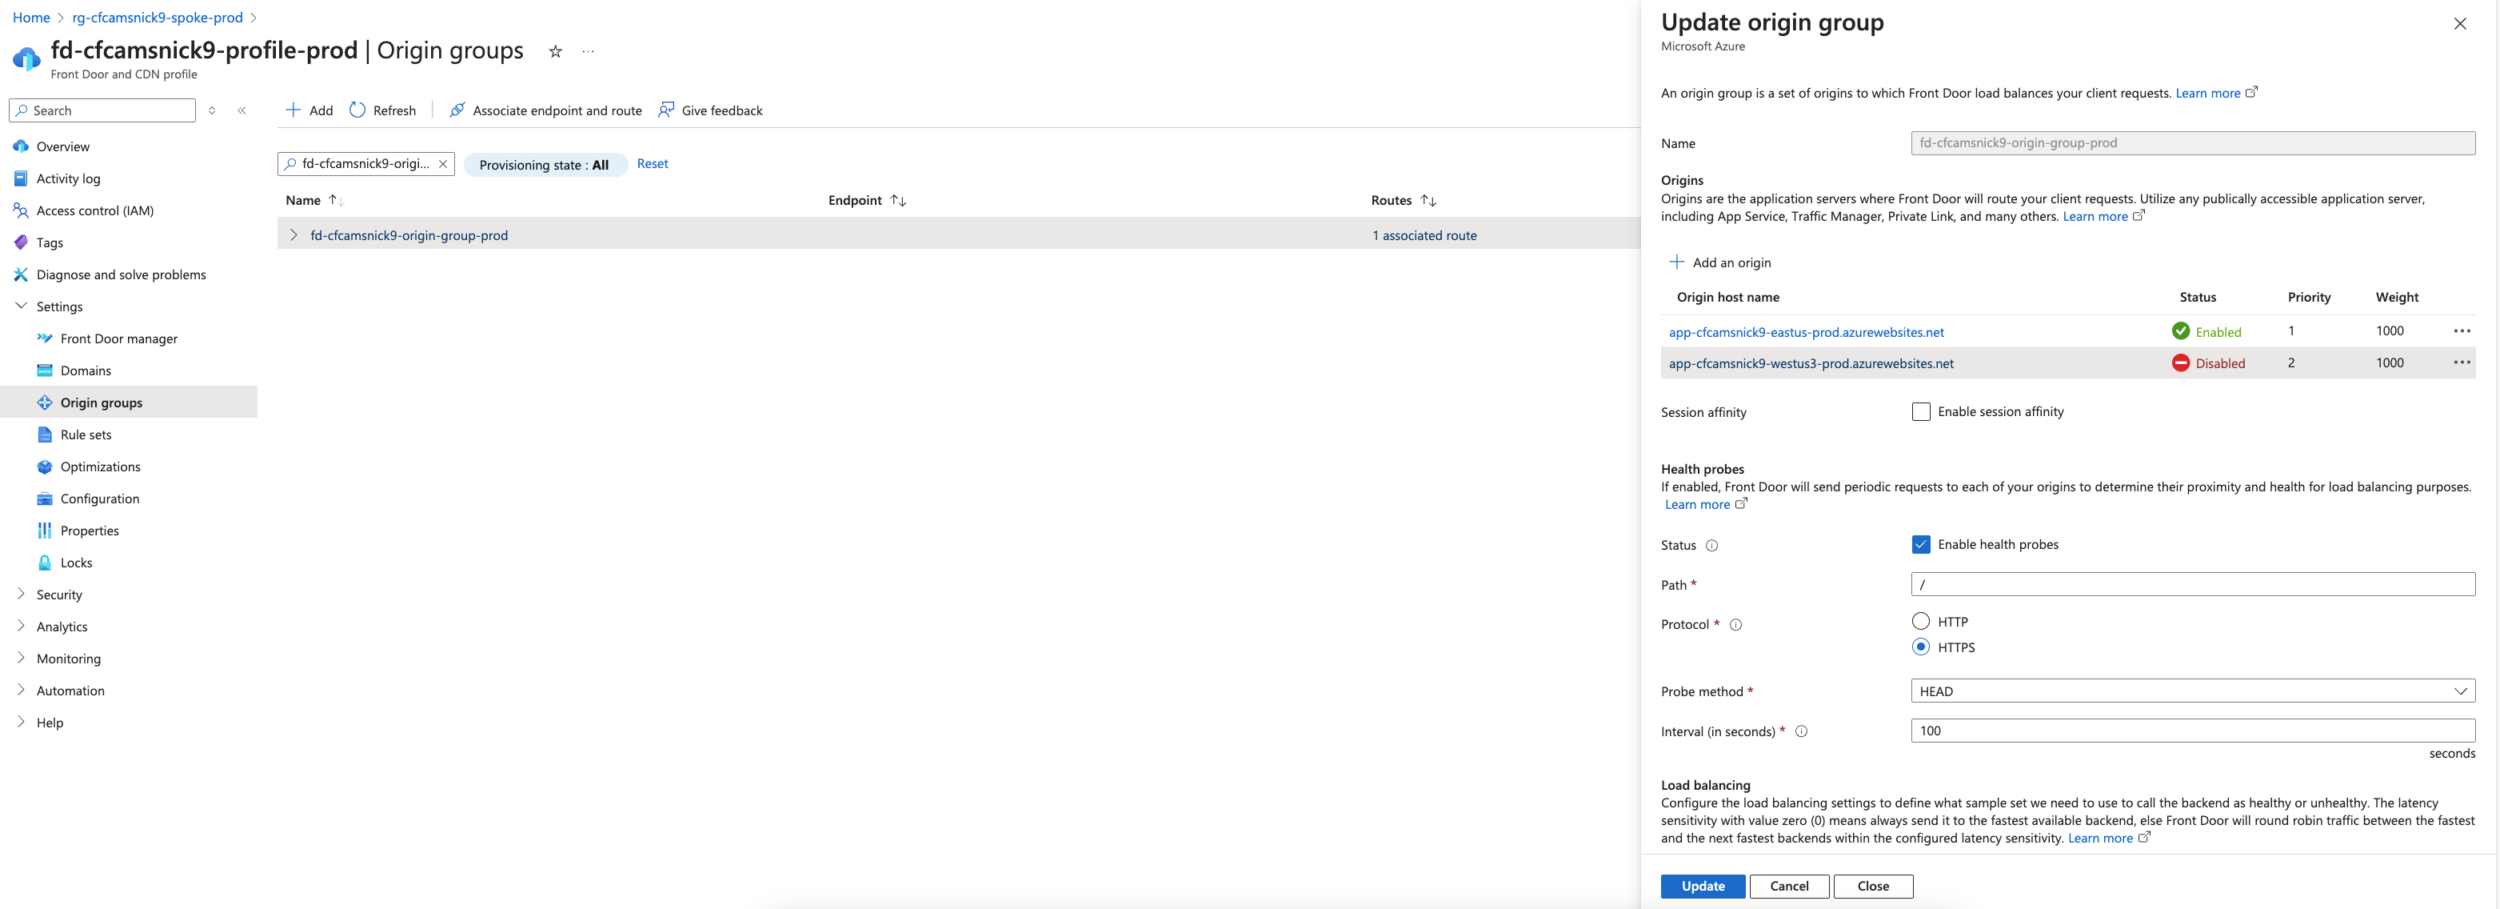 Home > rg-cfcamsnick9-spoke-prod >
fd-cfcamsnick9-profile-prod | Origin groups
Front Door and CDN profile
Search
Overview
Activity log
Access control (IAM)
Tags
Diagnose and solve problems
Settings
Front Door manager
Domains
Origin groups
Rule sets
Optimizations
Configuration
Properties
Locks
Security
Analytics
Monitoring
Automation
Help
Add Refresh Associate endpoint and route Give feedback
fd-cfcamsnick9-origi... Provisioning state : All Reset
Name Endpoint Routes
fd-cfcamsnick9-origin-group-prod 1 associated route
Update origin group
Microsoft Azure
An origin group is a set of origins to which Front Door load balances your client requests. Learn more
Name fd-cfcamsnick9-origin-group-prod
Origins
Origins are the application servers where Front Door will route your client requests. Utilize any publically accessible application server,
including App Service, Traffic Manager, Private Link, and many others. Learn more
Add an origin
Origin host name Status Priority Weight
app-cfcamsnick9-eastus-prod.azurewebsites.net Enabled 1 1000
app-cfcamsnick9-westus3-prod.azurewebsites.net Disabled 2 1000
Session affinity Enable session affinity
Health probes
If enabled, Front Door will send periodic requests to each of your origins to determine their proximity and health for load balancing purposes.
Learn more
Status Enable health probes
Path * /
Protocol * HTTP
HTTPS
Probe method * HEAD
Interval (in seconds) * 100
seconds
Load balancing
Configure the load balancing settings to define what sample set we need to use to call the backend as healthy or unhealthy. The latency
sensitivity with value zero (0) means always send it to the fastest available backend, else Front Door will round robin traffic between the fastest
and the next fastest backends within the configured latency sensitivity. Learn more
Update Cancel Close